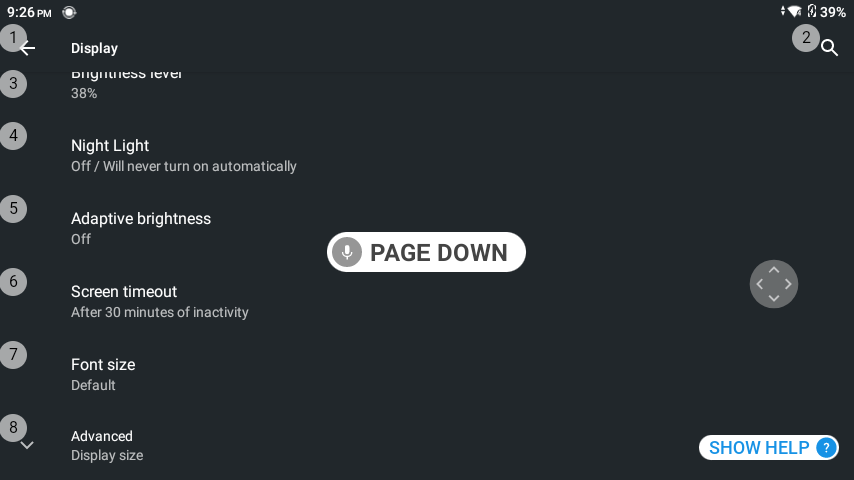 9:26 PM 39%
1 Display 2
3 Brightness level
38%
4 Night Light
Off / Will never turn on automatically
5 Adaptive brightness
Off
PAGE DOWN
6 Screen timeout
After 30 minutes of inactivity
7 Font size
Default
8 Advanced
Display size
SHOW HELP ?